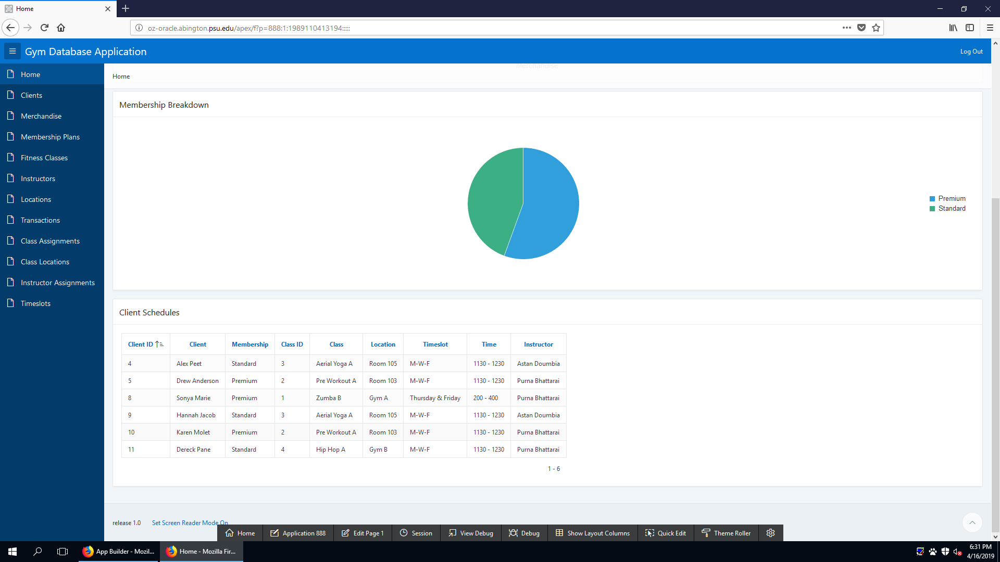 Home
oz-oracle.abington.psu.edu/apex/f?p=888:1:1989110413194:::::
Gym Database Application
Log Out
Home
Clients
Merchandise
Membership Plans
Fitness Classes
Instructors
Locations
Transactions
Class Assignments
Class Locations
Instructor Assignments
Timeslots
Merchandise
Home
Membership Breakdown
Premium
Standard
Client Schedules
Client ID Client Membership Class ID Class Location Timeslot Time Instructor
4 Alex Peet Standard 3 Aerial Yoga A Room 105 M-W-F 1130 - 1230 Astan Doumbia
5 Drew Anderson Premium 2 Pre Workout A Room 103 M-W-F 1130 - 1230 Purna Bhattarai
8 Sonya Marie Premium 1 Zumba B Gym A Thursday & Friday 200 - 400 Purna Bhattarai
9 Hannah Jacob Standard 3 Aerial Yoga A Room 105 M-W-F 1130 - 1230 Astan Doumbia
10 Karen Molet Premium 2 Pre Workout A Room 103 M-W-F 1130 - 1230 Purna Bhattarai
11 Dereck Pane Standard 4 Hip Hop A Gym B M-W-F 1130 - 1230 Purna Bhattarai
1 - 6
release 1.0 Set Screen Reader Mode On
Home Application 888 Edit Page 1 Session View Debug Debug Show Layout Columns Quick Edit Theme Roller
App Builder - Mozil... Home - Mozilla Fir...
6:31 PM
4/16/2019